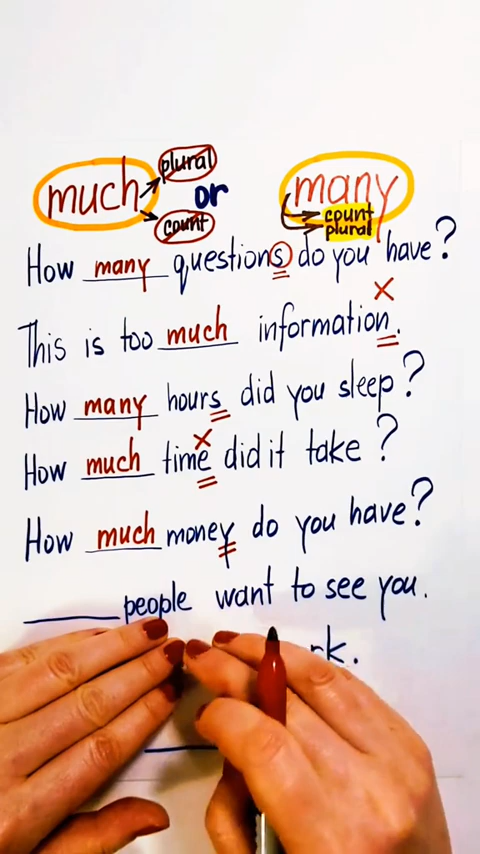 much plural or many
count count
plural
How many questions do you have?
This is too much information.
How many hours did you sleep?
How much time did it take?
How much money do you have?
______ people want to see you.